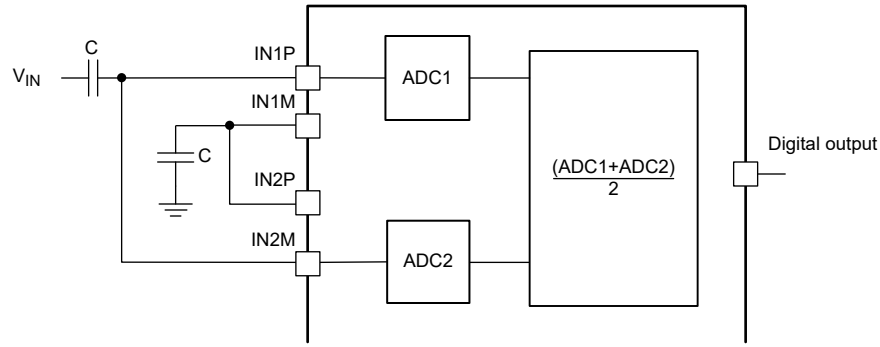 IN1P
C
ADC1
V_IN
IN1M
Digital output
C
IN2P
(ADC1+ADC2)
2
IN2M
ADC2